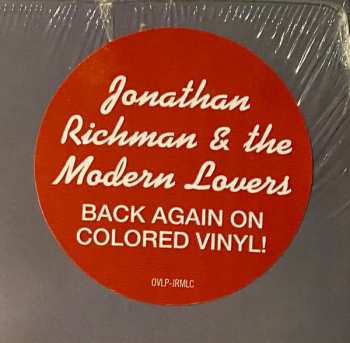 Jonathan
Richman & the
Modern Lovers
BACK AGAIN ON
COLORED VINYL!
OVLP-JRMLC